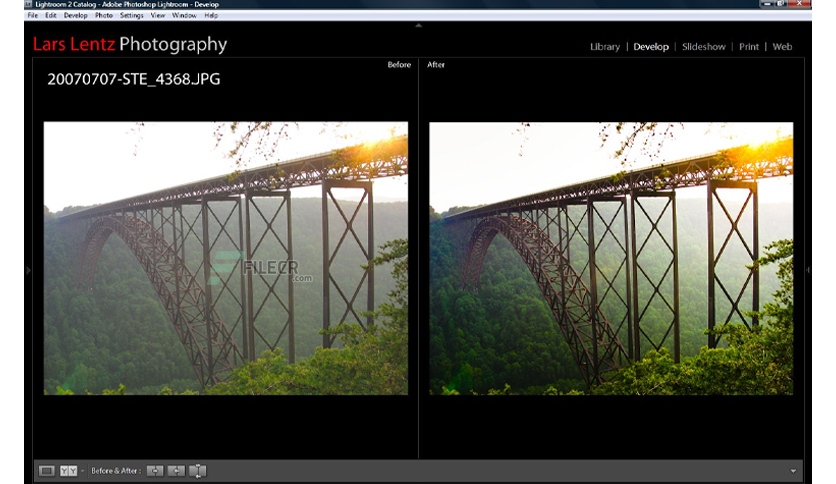 Lightroom 2 Catalog - Adobe Photoshop Lightroom - Develop
File Edit Develop Photo Settings View Window Help
Lars Lentz Photography
Library | Develop | Slideshow | Print | Web
Before After
20070707-STE_4368.JPG
FILECR
.com
Y Y Before & After :